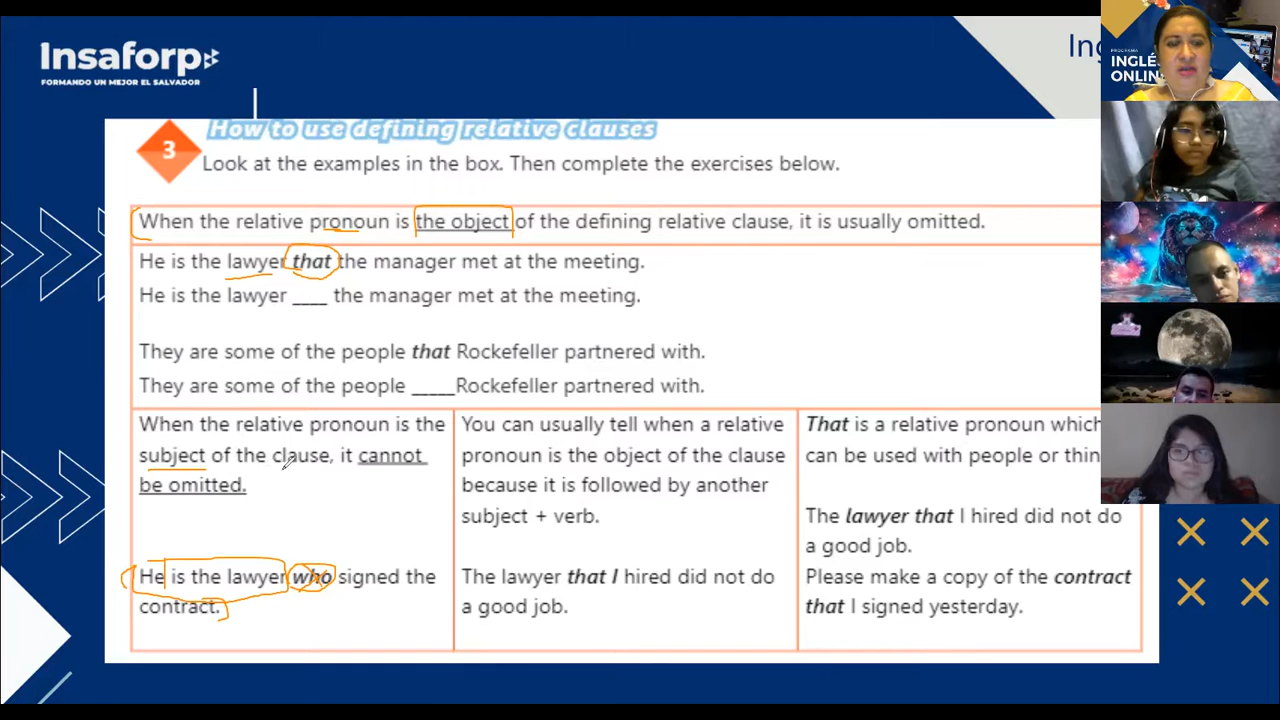 Insaforp
FORMANDO UN MEJOR EL SALVADOR
PROGRAMA
INGLÉS
ONLINE
3
How to use defining relative clauses
Look at the examples in the box. Then complete the exercises below.
When the relative pronoun is the object of the defining relative clause, it is usually omitted.
He is the lawyer that the manager met at the meeting.
He is the lawyer ____ the manager met at the meeting.
They are some of the people that Rockefeller partnered with.
They are some of the people _____Rockefeller partnered with.
When the relative pronoun is the
subject of the clause, it cannot
be omitted.
He is the lawyer who signed the
contract.
You can usually tell when a relative
pronoun is the object of the clause
because it is followed by another
subject + verb.
The lawyer that I hired did not do
a good job.
That is a relative pronoun which
can be used with people or thin
The lawyer that I hired did not do
a good job.
Please make a copy of the contract
that I signed yesterday.